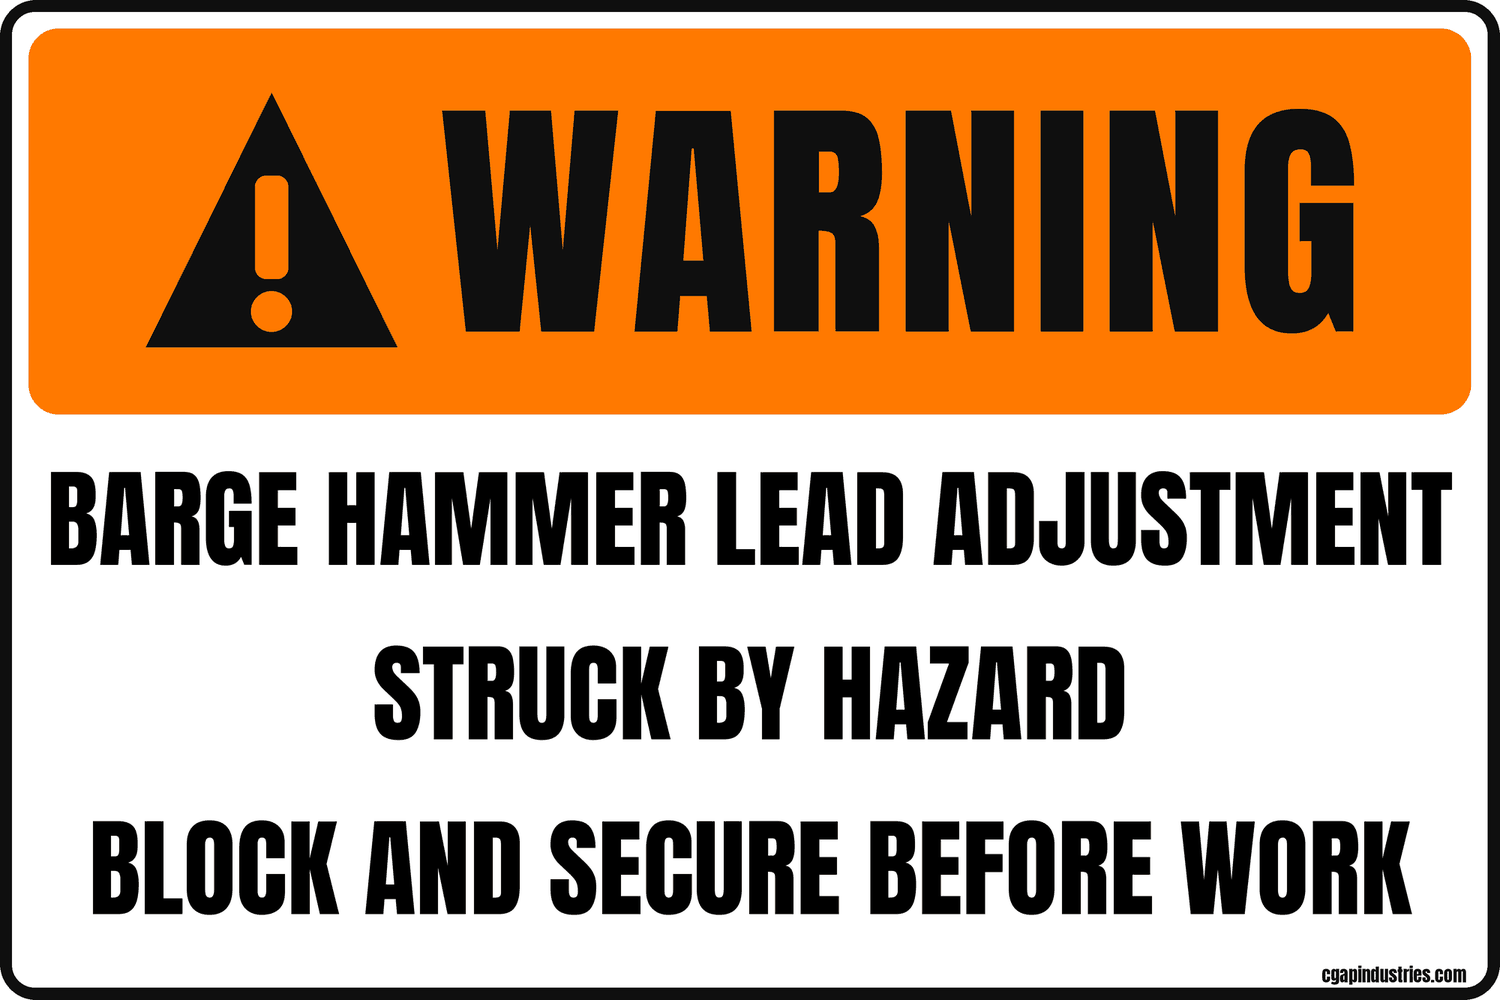 WARNING
BARGE HAMMER LEAD ADJUSTMENT
STRUCK BY HAZARD
BLOCK AND SECURE BEFORE WORK
cgapindustries.com